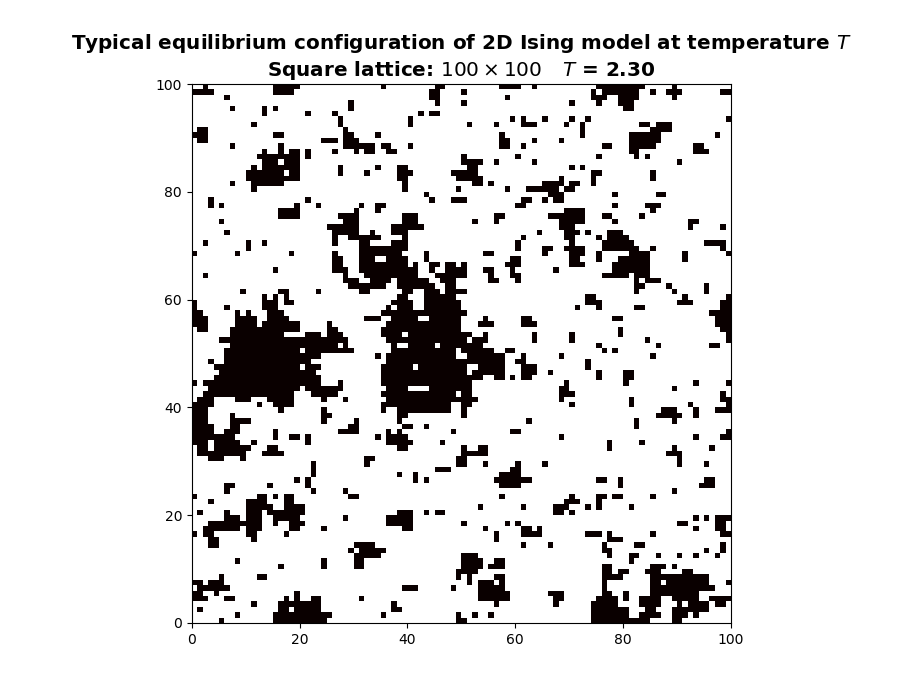 Typical equilibrium configuration of 2D Ising model at temperature T
Square lattice: 100 × 100 T = 2.30
100
80
60
40
20
0
0 20 40 60 80 100